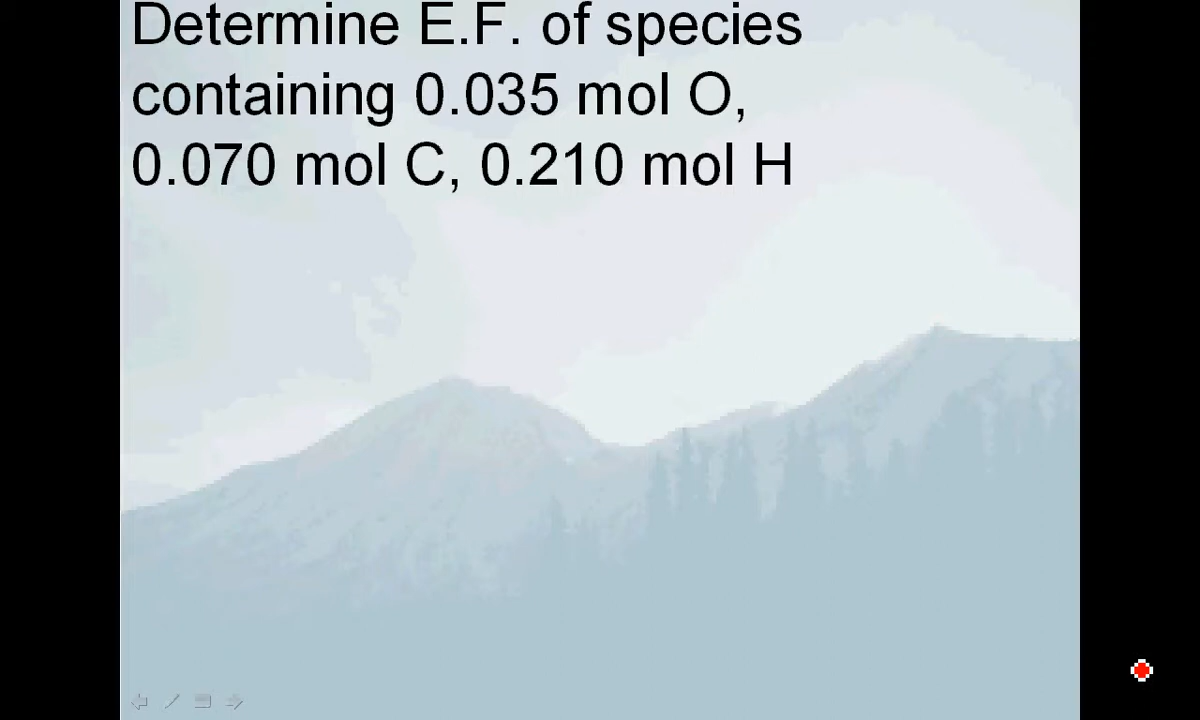 Determine E.F. of species
containing 0.035 mol O,
0.070 mol C, 0.210 mol H